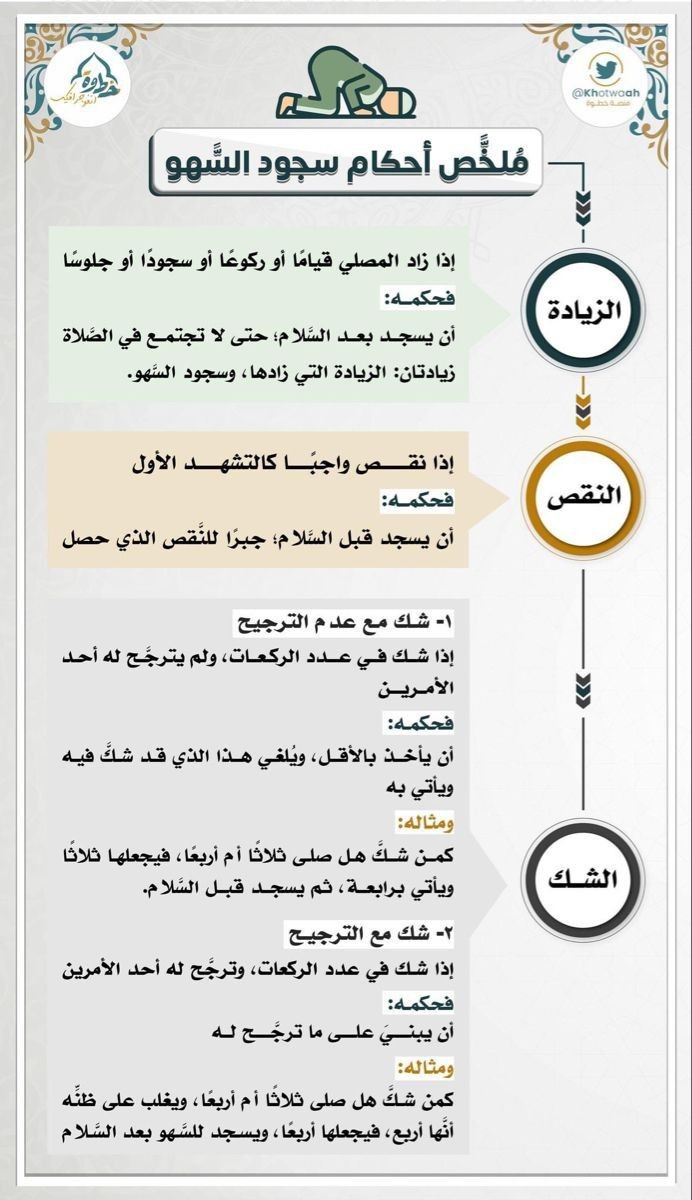 خطوة
انفوجرافيك
@Khotwaah
منصة خطوة
مُلخَّص أحكام سجود السَّهو
الزيادة
إذا زاد المصلي قيامًا أو ركوعًا أو سجودًا أو جلوسًا
فحكمه:
أن يسجد بعد السَّلام؛ حتى لا تجتمع في الصَّلاة
زيادتان: الزيادة التي زادها، وسجود السَّهو.
النقص
إذا نقص واجبًا كالتشهد الأول
فحكمه:
أن يسجد قبل السَّلام؛ جبرًا للنَّقص الذي حصل
الشك
١- شك مع عدم الترجيح
إذا شك في عدد الركعات، ولم يترجَّح له أحد
الأمرين
فحكمه:
أن يأخذ بالأقل، ويُلغي هذا الذي قد شكَّ فيه
ويأتي به
ومثاله:
كمن شكَّ هل صلى ثلاثًا أم أربعًا، فيجعلها ثلاثًا
ويأتي برابعة، ثم يسجد قبل السَّلام.
٢- شك مع الترجيح
إذا شك في عدد الركعات، وترجَّح له أحد الأمرين
فحكمه:
أن يبنيَ على ما ترجَّح له
ومثاله:
كمن شكَّ هل صلى ثلاثًا أم أربعًا، ويغلب على ظنِّه
أنَّها أربع، فيجعلها أربعًا، ويسجد للسَّهو بعد السَّلام